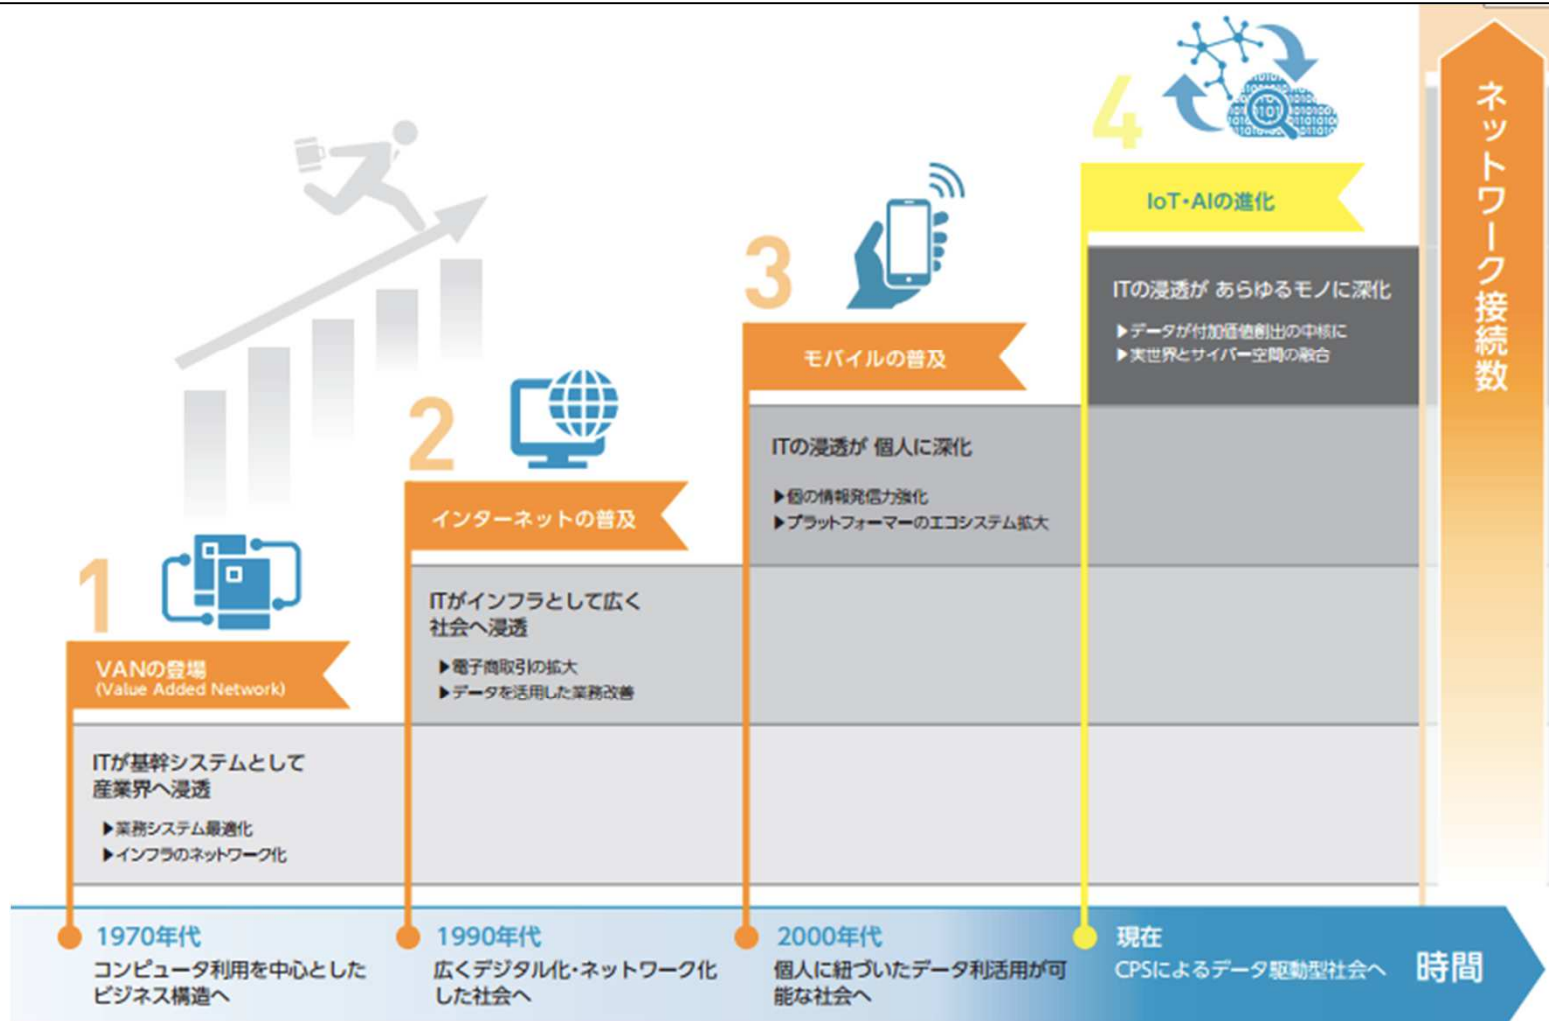 1
VANの登場
(Value Added Network)
ITが基幹システムとして
産業界へ浸透
▶業務システム最適化
▶インフラのネットワーク化
1970年代
コンピュータ利用を中心とした
ビジネス構造へ
2
インターネットの普及
ITがインフラとして広く
社会へ浸透
▶電子商取引の拡大
▶データを活用した業務改善
1990年代
広くデジタル化・ネットワーク化
した社会へ
3
モバイルの普及
ITの浸透が 個人に深化
▶個の情報発信力強化
▶プラットフォーマーのエコシステム拡大
2000年代
個人に紐づいたデータ利活用が可
能な社会へ
4
IoT・AIの進化
ITの浸透が あらゆるモノに深化
▶データが付加価値創出の中核に
▶実世界とサイバー空間の融合
現在
CPSによるデータ駆動型社会へ
時間
ネットワーク接続数